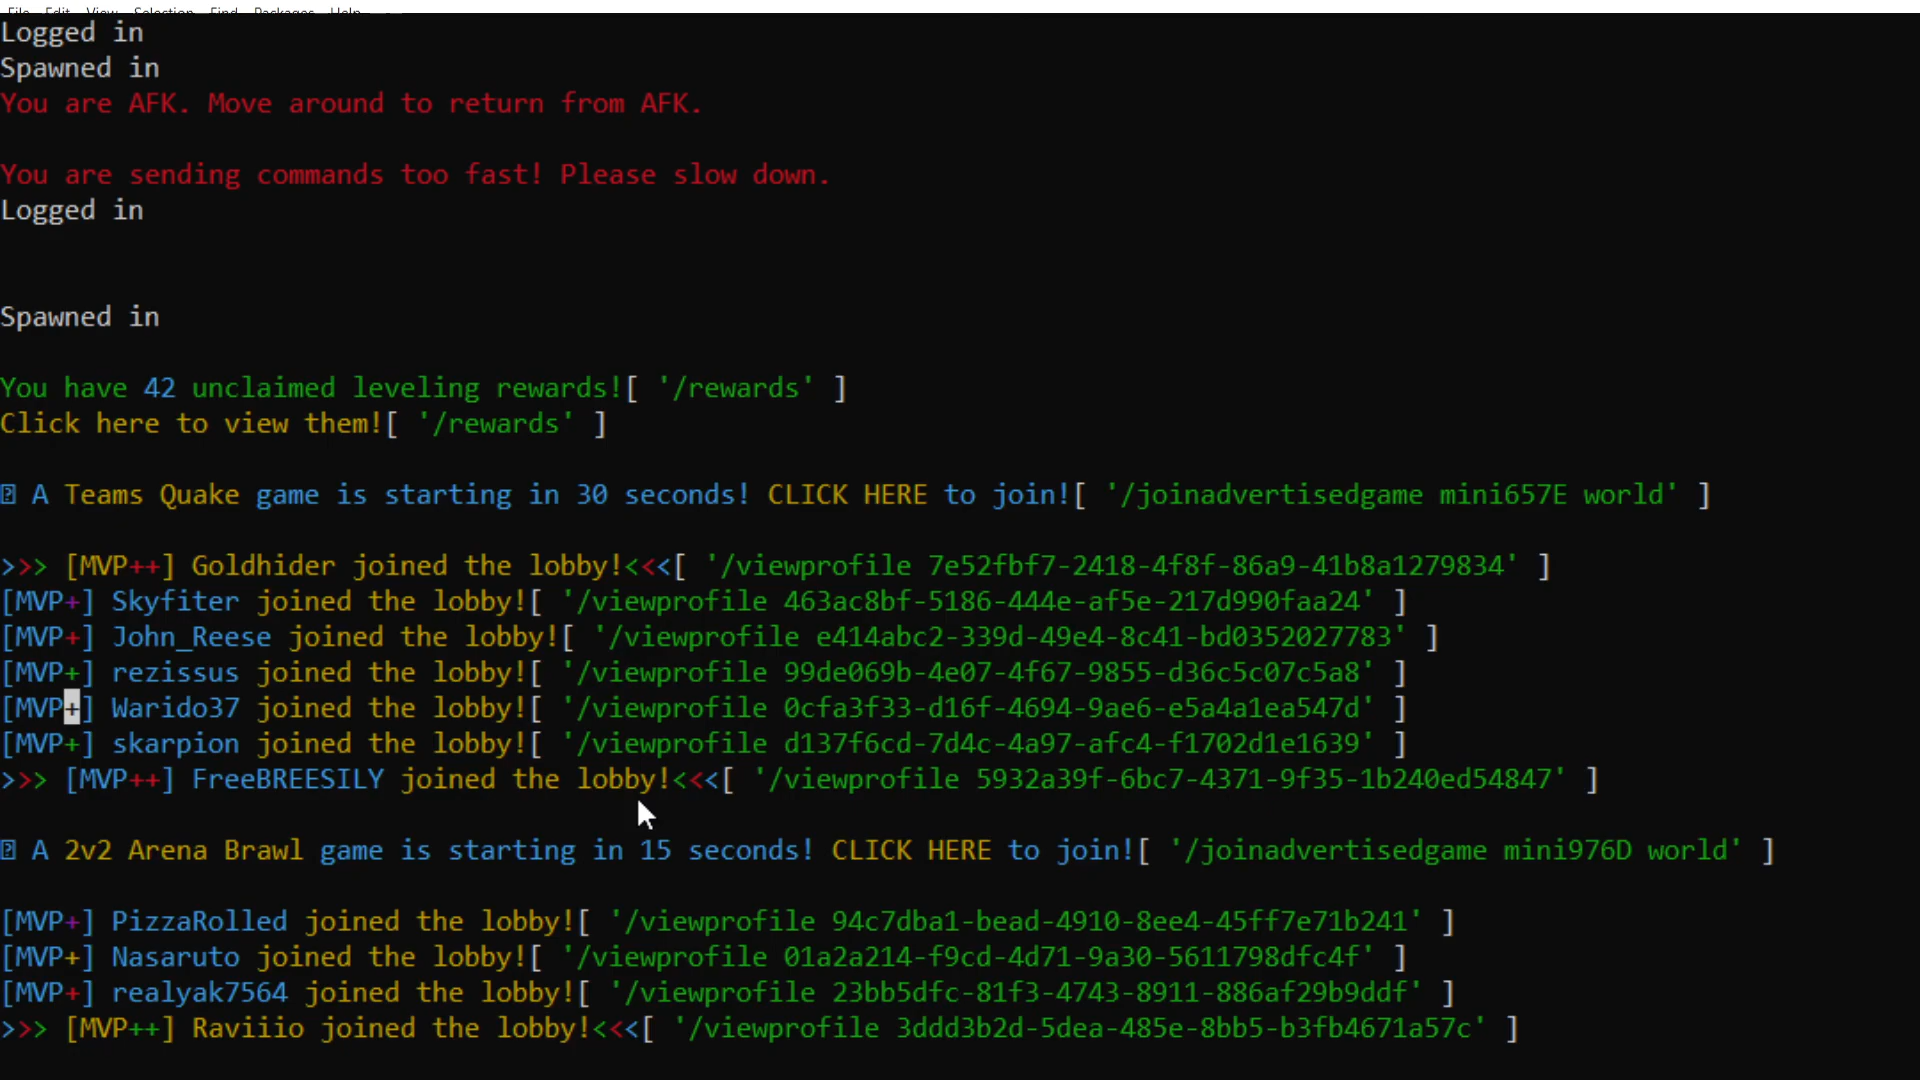 File Edit View Selection Find Packages Help
Logged in
Spawned in
You are AFK. Move around to return from AFK.
You are sending commands too fast! Please slow down.
Logged in
Spawned in
You have 42 unclaimed leveling rewards![ '/rewards' ]
Click here to view them![ '/rewards' ]
A Teams Quake game is starting in 30 seconds! CLICK HERE to join![ '/joinadvertisedgame mini657E world' ]
>>> [MVP++] Goldhider joined the lobby!<<<[ '/viewprofile 7e52fbf7-2418-4f8f-86a9-41b8a1279834' ]
[MVP+] Skyfiter joined the lobby![ '/viewprofile 463ac8bf-5186-444e-af5e-217d990faa24' ]
[MVP+] John_Reese joined the lobby![ '/viewprofile e414abc2-339d-49e4-8c41-bd0352027783' ]
[MVP+] rezissus joined the lobby![ '/viewprofile 99de069b-4e07-4f67-9855-d36c5c07c5a8' ]
[MVP+] Warido37 joined the lobby![ '/viewprofile 0cfa3f33-d16f-4694-9ae6-e5a4a1ea547d' ]
[MVP+] skarpion joined the lobby![ '/viewprofile d137f6cd-7d4c-4a97-afc4-f1702d1e1639' ]
>>> [MVP++] FreeBREESILY joined the lobby!<<<[ '/viewprofile 5932a39f-6bc7-4371-9f35-1b240ed54847' ]
A 2v2 Arena Brawl game is starting in 15 seconds! CLICK HERE to join![ '/joinadvertisedgame mini976D world' ]
[MVP+] PizzaRolled joined the lobby![ '/viewprofile 94c7dba1-bead-4910-8ee4-45ff7e71b241' ]
[MVP+] Nasaruto joined the lobby![ '/viewprofile 01a2a214-f9cd-4d71-9a30-5611798dfc4f' ]
[MVP+] realyak7564 joined the lobby![ '/viewprofile 23bb5dfc-81f3-4743-8911-886af29b9ddf' ]
>>> [MVP++] Raviiio joined the lobby!<<<[ '/viewprofile 3ddd3b2d-5dea-485e-8bb5-b3fb4671a57c' ]